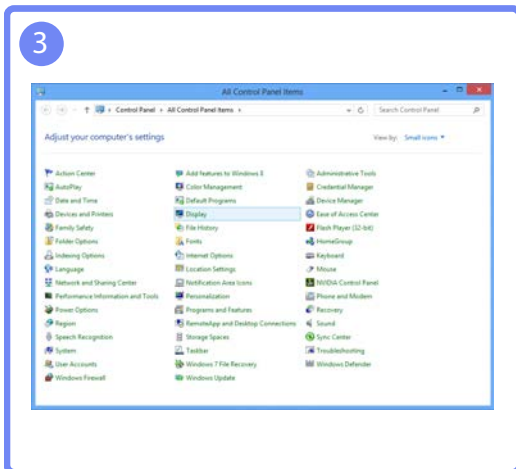 3
All Control Panel Items
Control Panel All Control Panel Items Search Control Panel
Adjust your computer's settings View by: Small icons
Action Center Add features to Windows 8 Administrative Tools
AutoPlay Color Management Credential Manager
Date and Time Default Programs Device Manager
Devices and Printers Display Ease of Access Center
Family Safety File History Flash Player (32-bit)
Folder Options Fonts HomeGroup
Indexing Options Internet Options Keyboard
Language Location Settings Mouse
Network and Sharing Center Notification Area Icons NVIDIA Control Panel
Performance Information and Tools Personalization Phone and Modem
Power Options Programs and Features Recovery
Region RemoteApp and Desktop Connections Sound
Speech Recognition Storage Spaces Sync Center
System Taskbar Troubleshooting
User Accounts Windows 7 File Recovery Windows Defender
Windows Firewall Windows Update